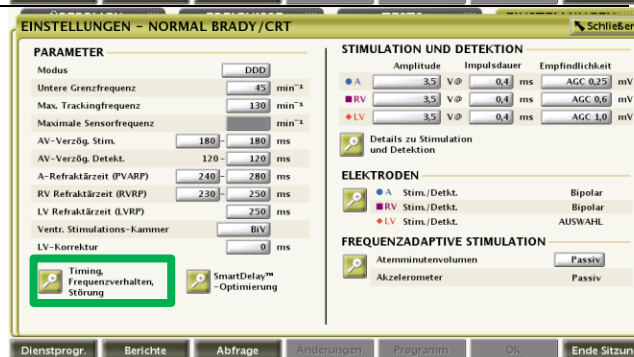 EINSTELLUNGEN - NORMAL BRADY/CRT
Schließen
PARAMETER
Modus DDD
Untere Grenzfrequenz 45 min⁻¹
Max. Trackingfrequenz 130 min⁻¹
Maximale Sensorfrequenz min⁻¹
AV-Verzög. Stim. 180 - 180 ms
AV-Verzög. Detekt. 120 - 120 ms
A-Refraktärzeit (PVARP) 240 - 280 ms
RV Refraktärzeit (RVRP) 230 - 250 ms
LV Refraktärzeit (LVRP) 250 ms
Ventr. Stimulations-Kammer BiV
LV-Korrektur 0 ms
Timing,
Frequenzverhalten,
Störung
SmartDelay™
-Optimierung
STIMULATION UND DETEKTION
Amplitude Impulsdauer Empfindlichkeit
A 3,5 V@ 0,4 ms AGC 0,25 mV
RV 3,5 V@ 0,4 ms AGC 0,6 mV
LV 3,5 V@ 0,4 ms AGC 1,0 mV
Details zu Stimulation
und Detektion
ELEKTRODEN
A Stim./Detkt. Bipolar
RV Stim./Detkt. Bipolar
LV Stim./Detkt. AUSWAHL
FREQUENZADAPTIVE STIMULATION
Atemminutenvolumen Passiv
Akzelerometer Passiv
Dienstprogr. Berichte Abfrage Änderungen Programm OK Ende Sitzung